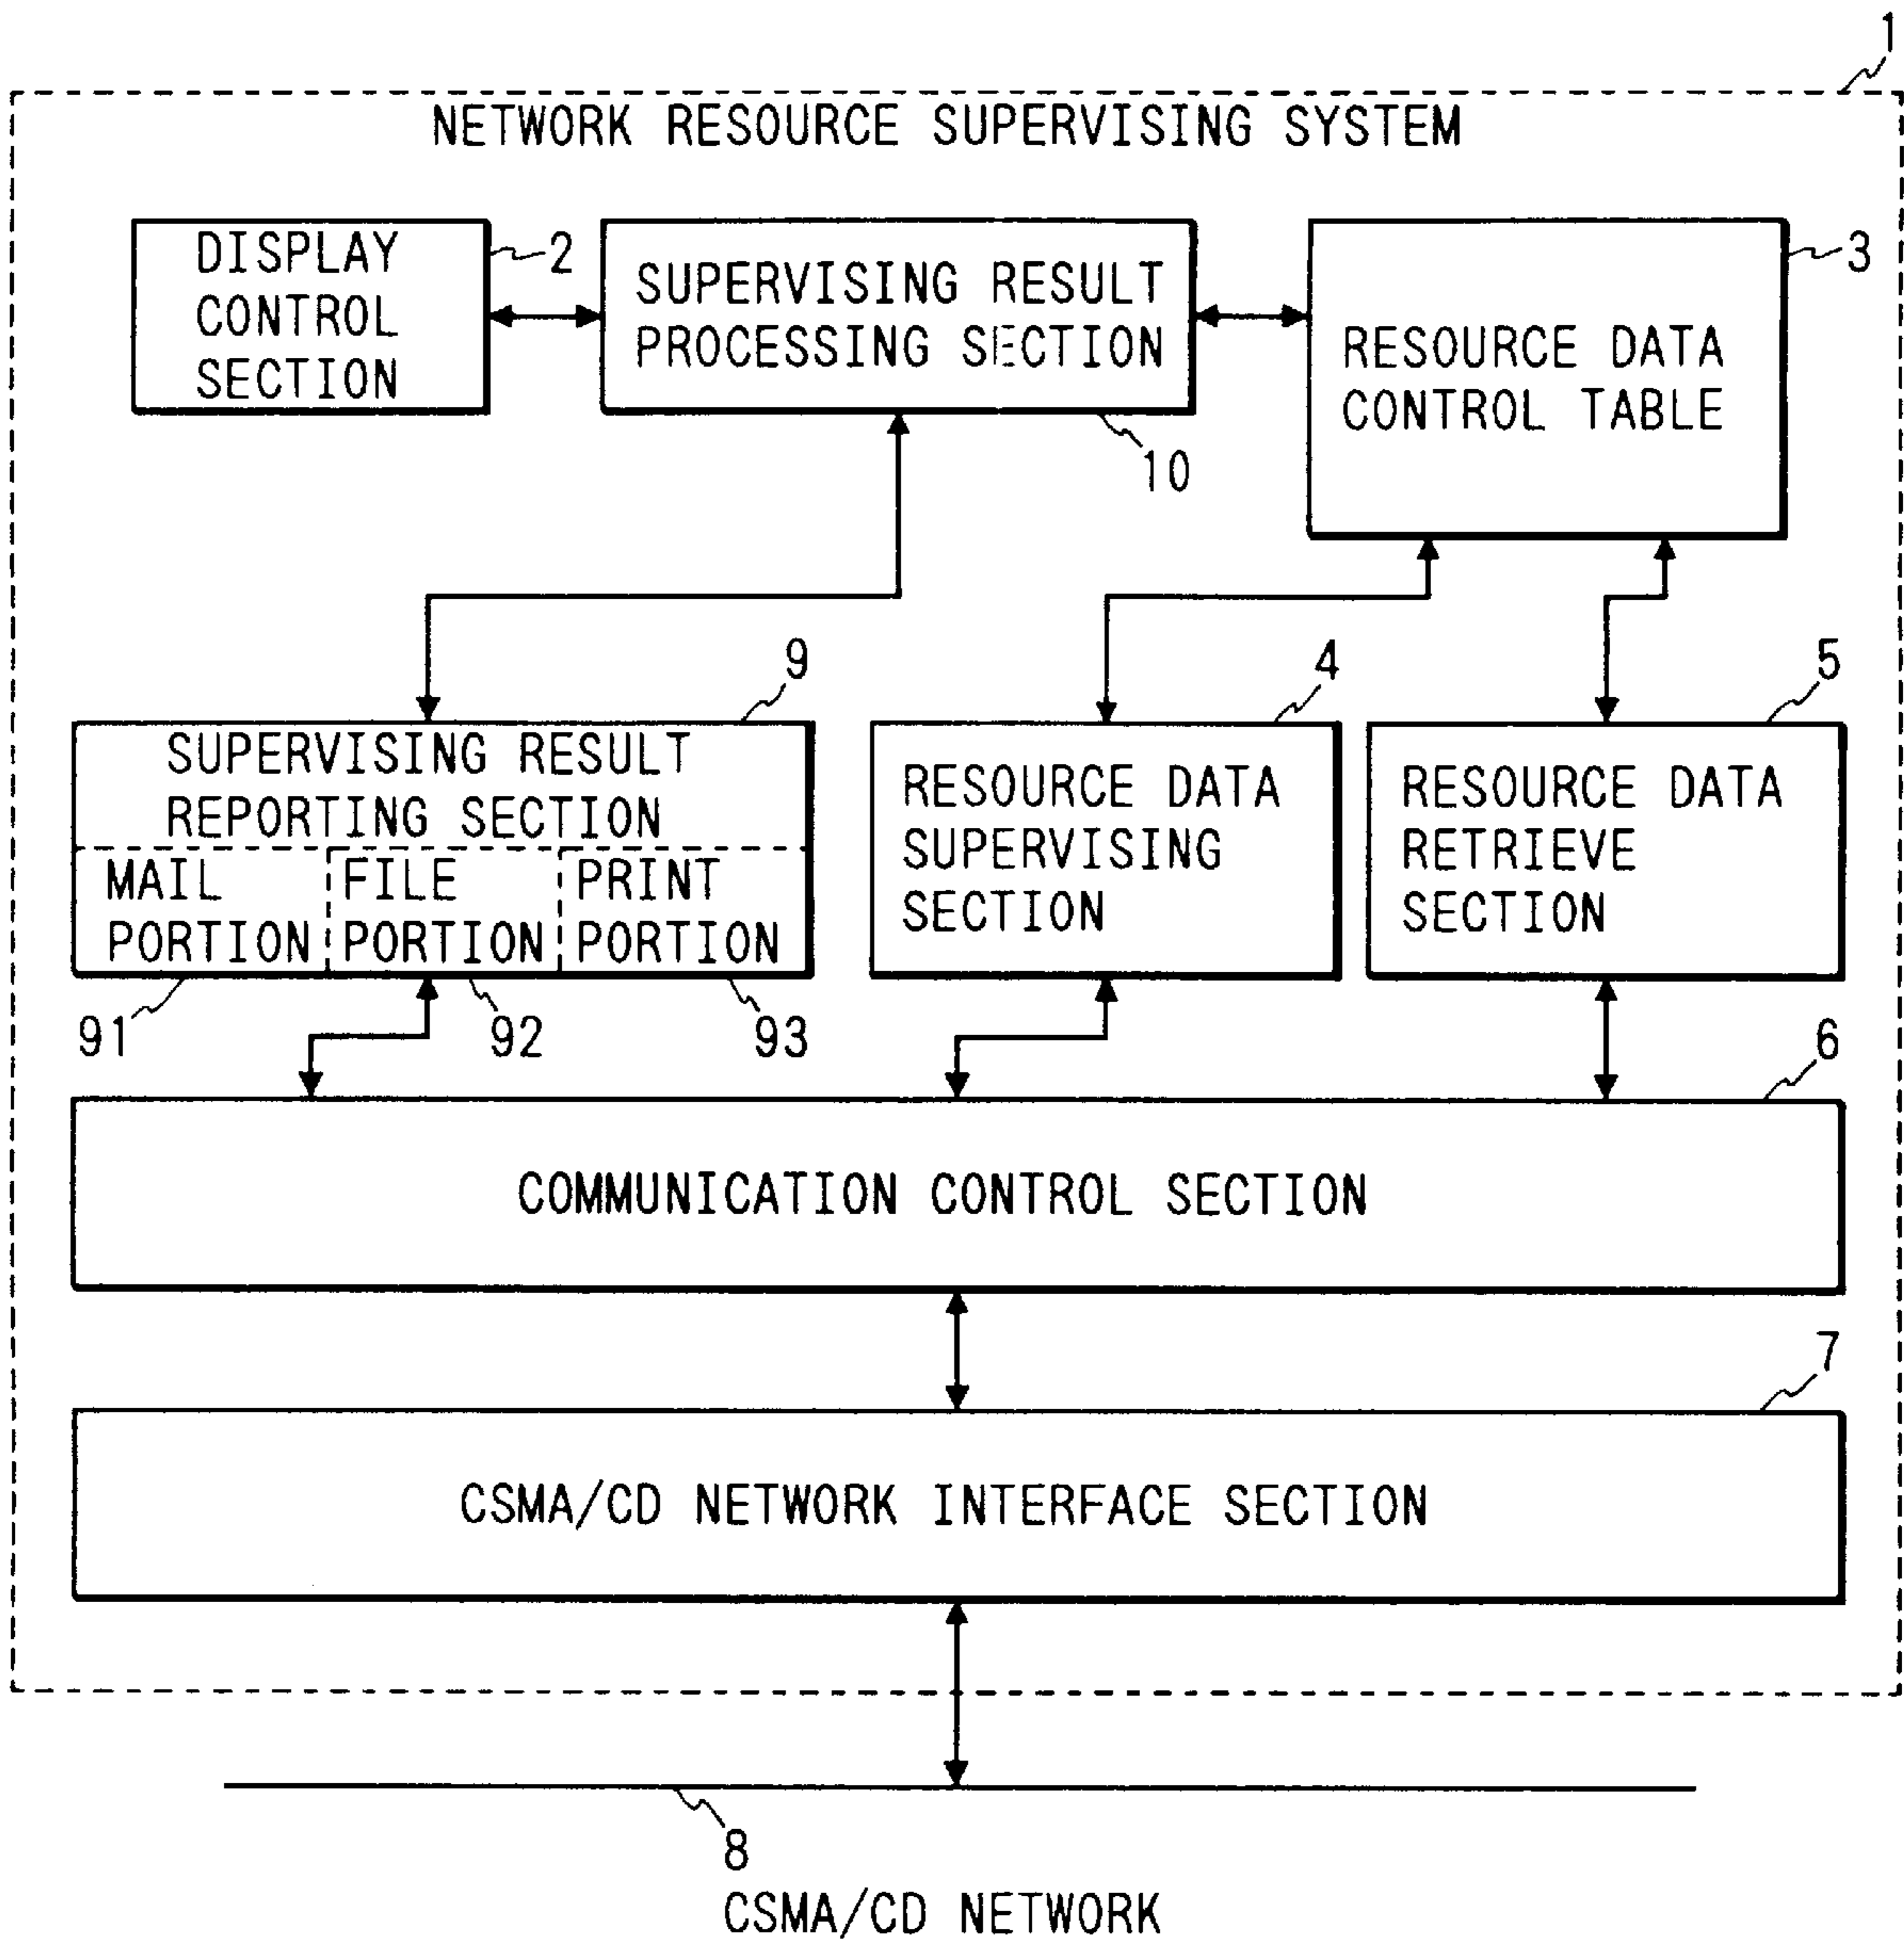 1
NETWORK RESOURCE SUPERVISING SYSTEM
DISPLAY
CONTROL
SECTION
2
SUPERVISING RESULT
PROCESSING SECTION
10
RESOURCE DATA
CONTROL TABLE
3
9
SUPERVISING RESULT
REPORTING SECTION
MAIL
PORTION
FILE
PORTION
PRINT
PORTION
91
92
93
4
RESOURCE DATA
SUPERVISING
SECTION
5
RESOURCE DATA
RETRIEVE
SECTION
6
COMMUNICATION CONTROL SECTION
7
CSMA/CD NETWORK INTERFACE SECTION
8
CSMA/CD NETWORK